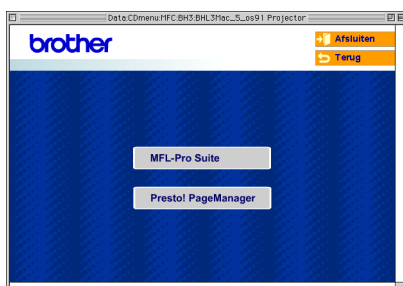 Data:CDmenu:MFC:BH3:BHL3Mac_5_os91 Projector
brother
Afsluiten
Terug
MFL-Pro Suite
Presto! PageManager